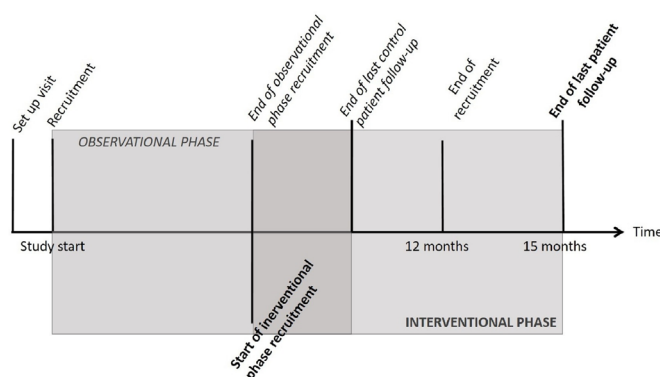 Set up visit
Recruitment
End of observational
phase recruitment
End of last control
patient follow-up
End of
recruitment
End of last patient
follow-up
OBSERVATIONAL PHASE
Study start
12 months
15 months
Time
Start of inerventional
phase recruitment
INTERVENTIONAL PHASE